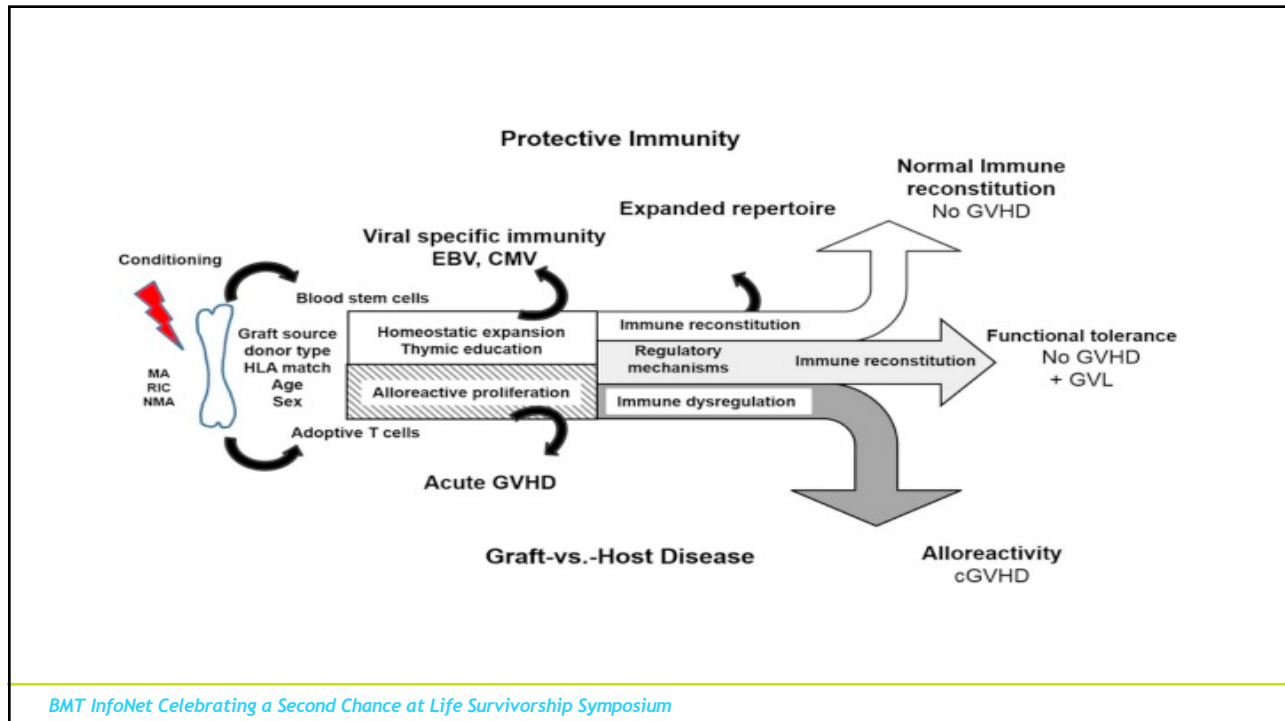 Protective Immunity
Normal Immune
reconstitution
No GVHD
Expanded repertoire
Viral specific immunity
EBV, CMV
Conditioning
Blood stem cells
MA
RIC
NMA
Graft source
donor type
HLA match
Age
Sex
Homeostatic expansion
Thymic education
Alloreactive proliferation
Immune reconstitution
Regulatory
mechanisms
Immune reconstitution
Immune dysregulation
Functional tolerance
No GVHD
+ GVL
Adoptive T cells
Acute GVHD
Graft-vs.-Host Disease
Alloreactivity
cGVHD
BMT InfoNet Celebrating a Second Chance at Life Survivorship Symposium